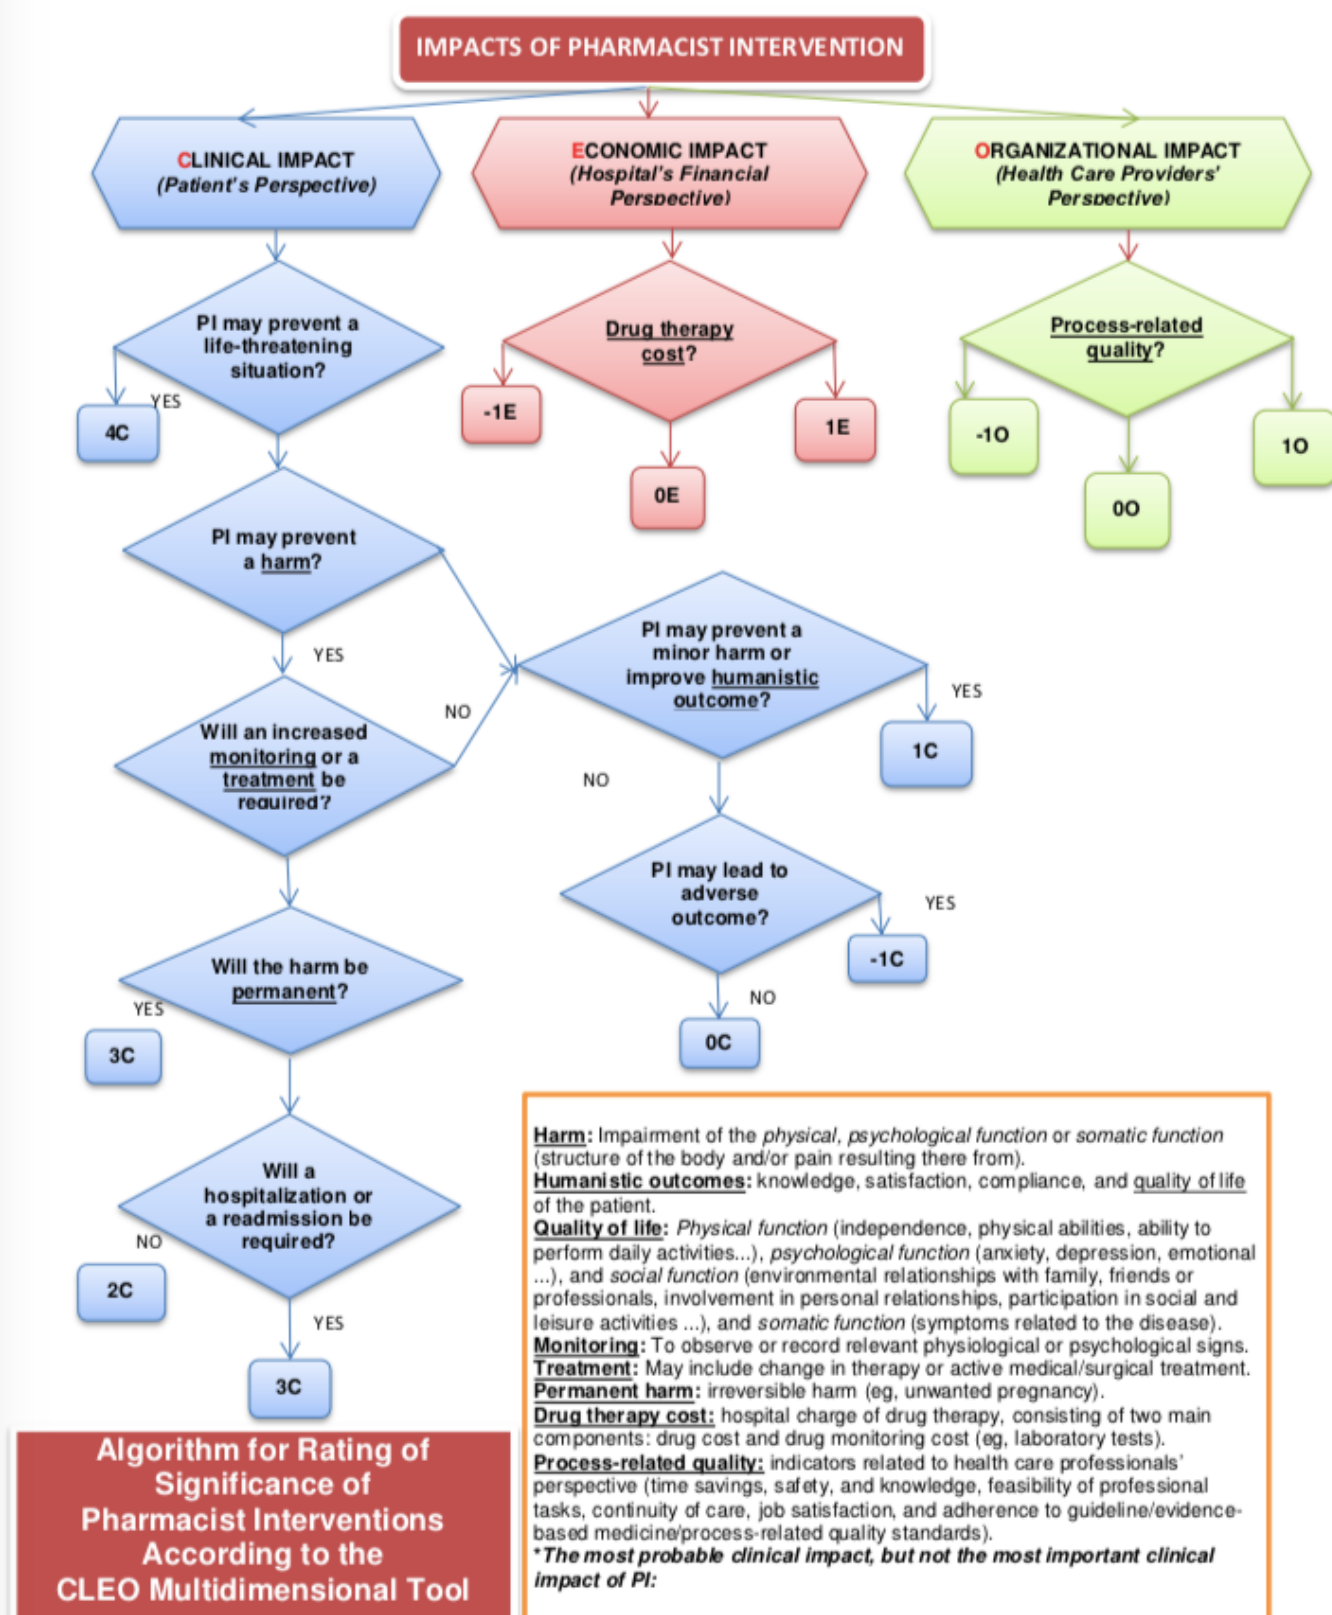 IMPACTS OF PHARMACIST INTERVENTION
CLINICAL IMPACT
(Patient's Perspective)
ECONOMIC IMPACT
(Hospital's Financial
Perspective)
ORGANIZATIONAL IMPACT
(Health Care Providers'
Perspective)
PI may prevent a
life-threatening
situation?
YES
4C
Drug therapy
cost?
-1E
0E
1E
Process-related
quality?
-1O
0O
1O
PI may prevent
a harm?
YES
Will an increased
monitoring or a
treatment be
required?
NO
PI may prevent a
minor harm or
improve humanistic
outcome?
YES
1C
NO
PI may lead to
adverse
outcome?
YES
-1C
NO
0C
Will the harm be
permanent?
YES
3C
Will a
hospitalization or
a readmission be
required?
NO
2C
YES
3C
Harm: Impairment of the physical, psychological function or somatic function
(structure of the body and/or pain resulting there from).
Humanistic outcomes: knowledge, satisfaction, compliance, and quality of life
of the patient.
Quality of life: Physical function (independence, physical abilities, ability to
perform daily activities...), psychological function (anxiety, depression, emotional
...), and social function (environmental relationships with family, friends or
professionals, involvement in personal relationships, participation in social and
leisure activities ...), and somatic function (symptoms related to the disease).
Monitoring: To observe or record relevant physiological or psychological signs.
Treatment: May include change in therapy or active medical/surgical treatment.
Permanent harm: irreversible harm (eg, unwanted pregnancy).
Drug therapy cost: hospital charge of drug therapy, consisting of two main
components: drug cost and drug monitoring cost (eg, laboratory tests).
Process-related quality: indicators related to health care professionals'
perspective (time savings, safety, and knowledge, feasibility of professional
tasks, continuity of care, job satisfaction, and adherence to guideline/evidence-
based medicine/process-related quality standards).
*The most probable clinical impact, but not the most important clinical
impact of PI:
Algorithm for Rating of
Significance of
Pharmacist Interventions
According to the
CLEO Multidimensional Tool